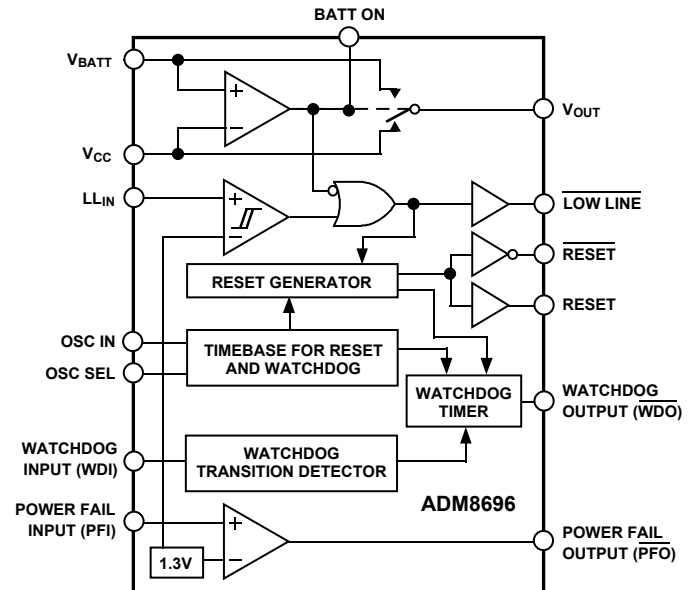 BATT ON
VBATT
VOUT
VCC
LLIN
+
−
+
−
LOW LINE
RESET
RESET GENERATOR
RESET
OSC IN
OSC SEL
TIMEBASE FOR RESET
AND WATCHDOG
WATCHDOG
TIMER
WATCHDOG
OUTPUT (WDO)
WATCHDOG
INPUT (WDI)
WATCHDOG
TRANSITION DETECTOR
ADM8696
POWER FAIL
INPUT (PFI)
+
−
1.3V
POWER FAIL
OUTPUT (PFO)